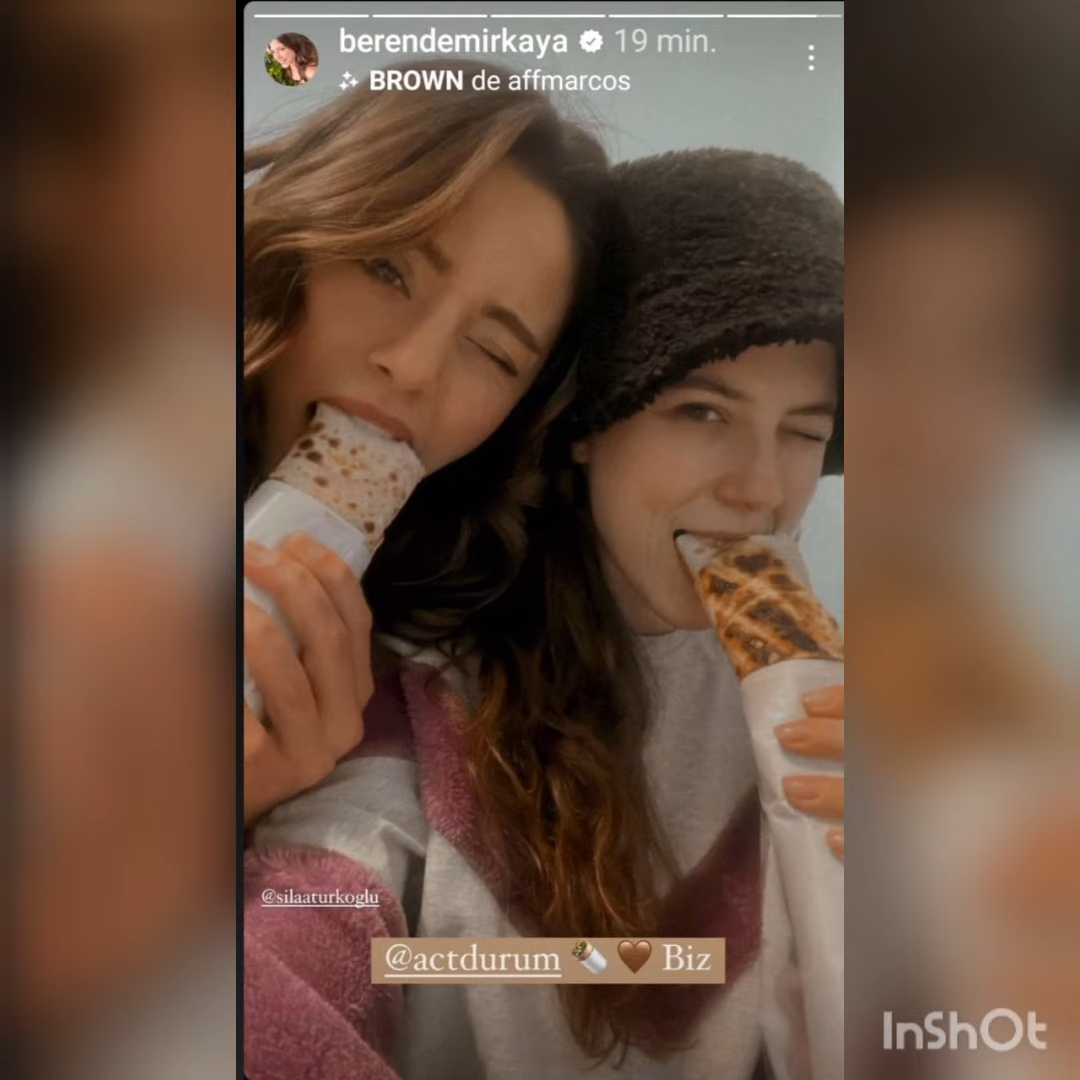 berendemirkaya 19 min.
BROWN de affmarcos
@silaaturkoglu
@actdurum 🌯 🤎 Biz
InShOt